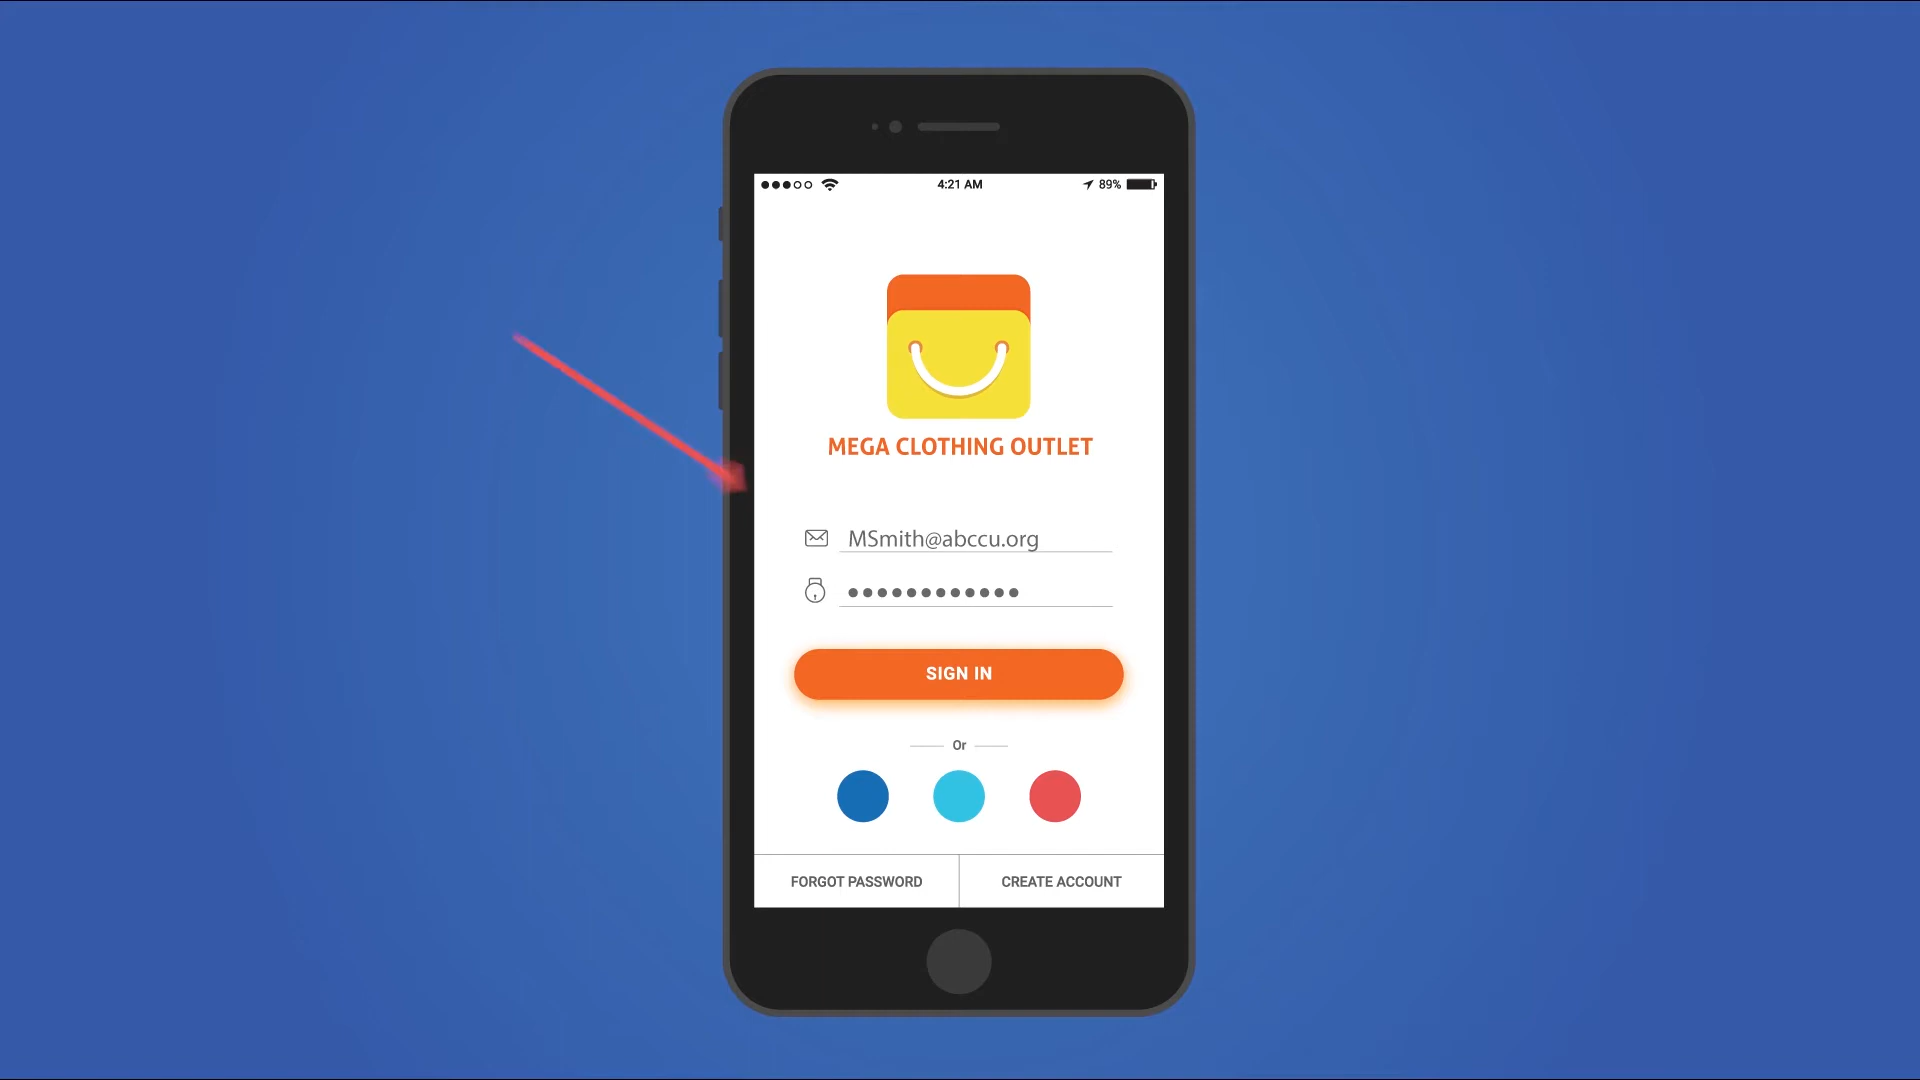 4:21 AM
89%
MEGA CLOTHING OUTLET
MSmith@abccu.org
SIGN IN
Or
FORGOT PASSWORD
CREATE ACCOUNT